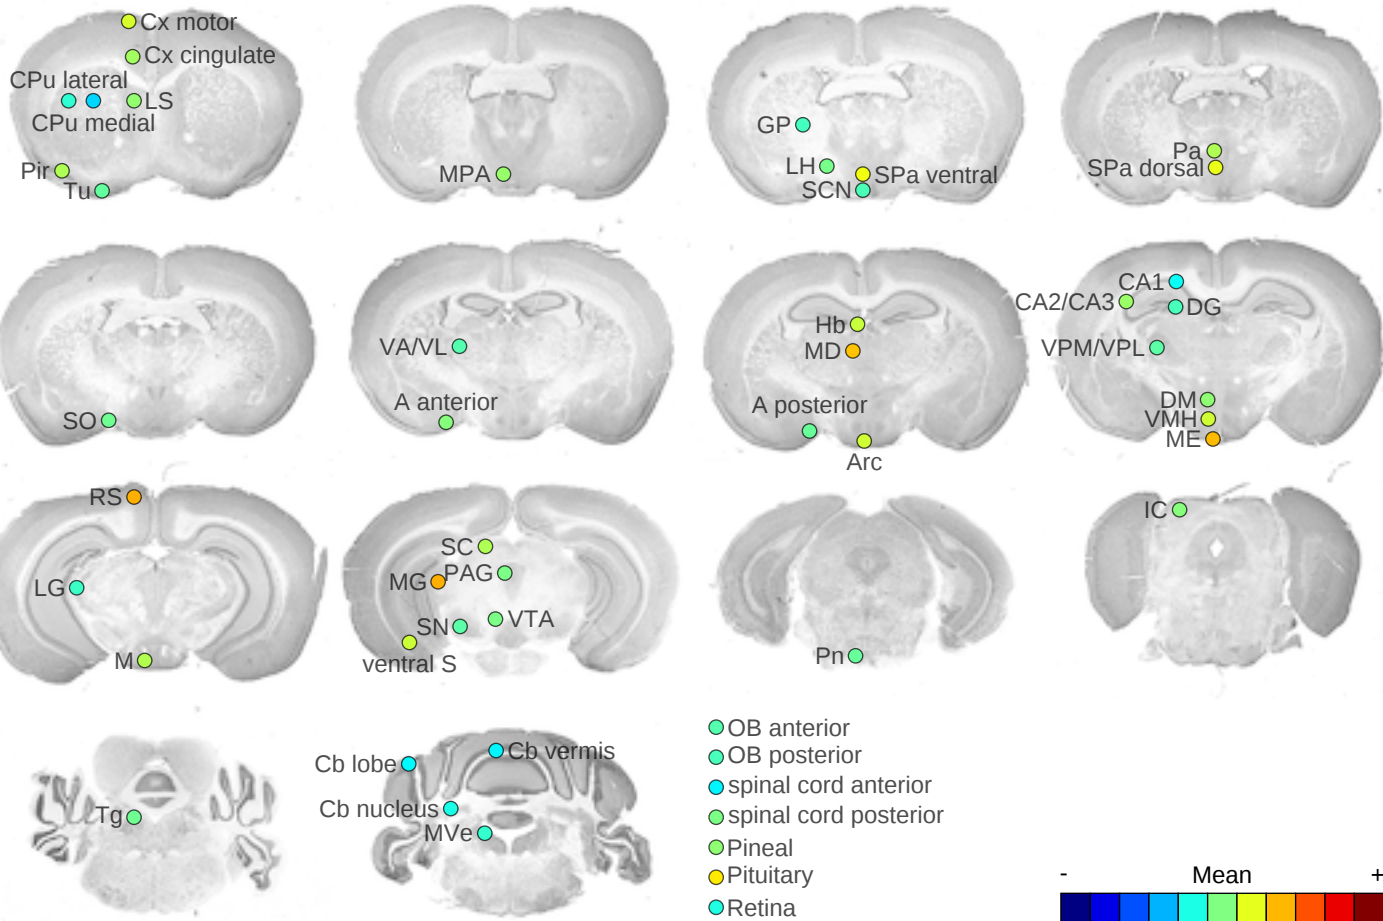 Cx motor
Cx cingulate
CPu lateral
LS
CPu medial
Pir
Tu
MPA
GP
LH
SPa ventral
SCN
Pa
SPa dorsal
SO
VA/VL
A anterior
Hb
MD
A posterior
Arc
CA1
CA2/CA3
DG
VPM/VPL
DM
VMH
ME
RS
LG
M
SC
MG
PAG
SN
VTA
ventral S
Pn
IC
Tg
Cb lobe
Cb vermis
Cb nucleus
MVe
OB anterior
OB posterior
spinal cord anterior
spinal cord posterior
Pineal
Pituitary
Retina
- Mean +